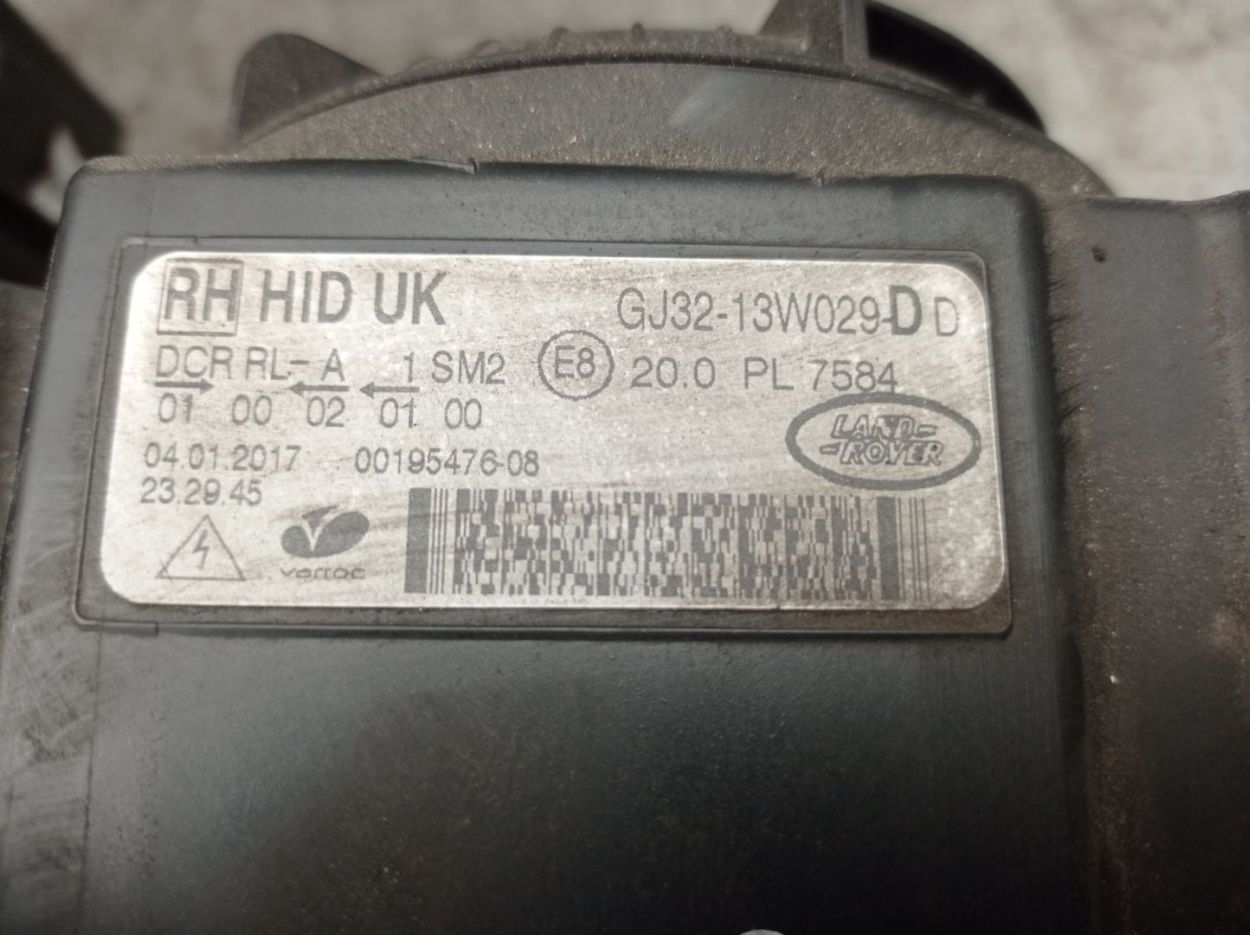 RH HID UK GJ32-13W029-D D
DCR RL- A 1 SM2 E8 20.0 PL 7584
01 00 02 01 00
LAND-
-ROVER
04.01.2017 00195476-08
23.29.45
varroc